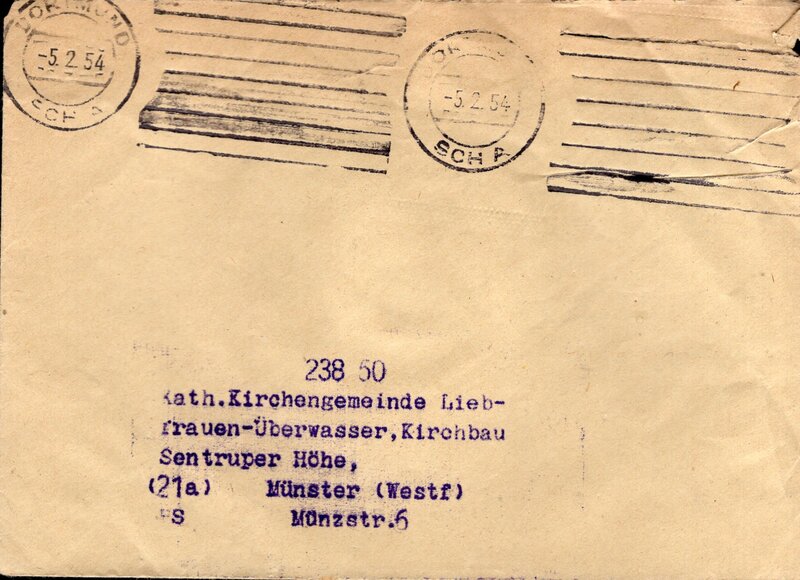 DORTMUND
-5.2.54
SCH A
-5.2.54
SCH
238 50
Kath.Kirchengemeinde Lieb-
frauen-Überwasser,Kirchbau
Sentruper Höhe,
(21a) Münster (Westf)
Münzstr.6